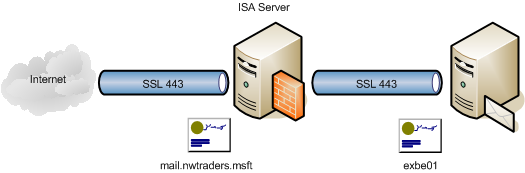 ISA Server
Internet
SSL 443
SSL 443
mail.nwtraders.msft
exbe01